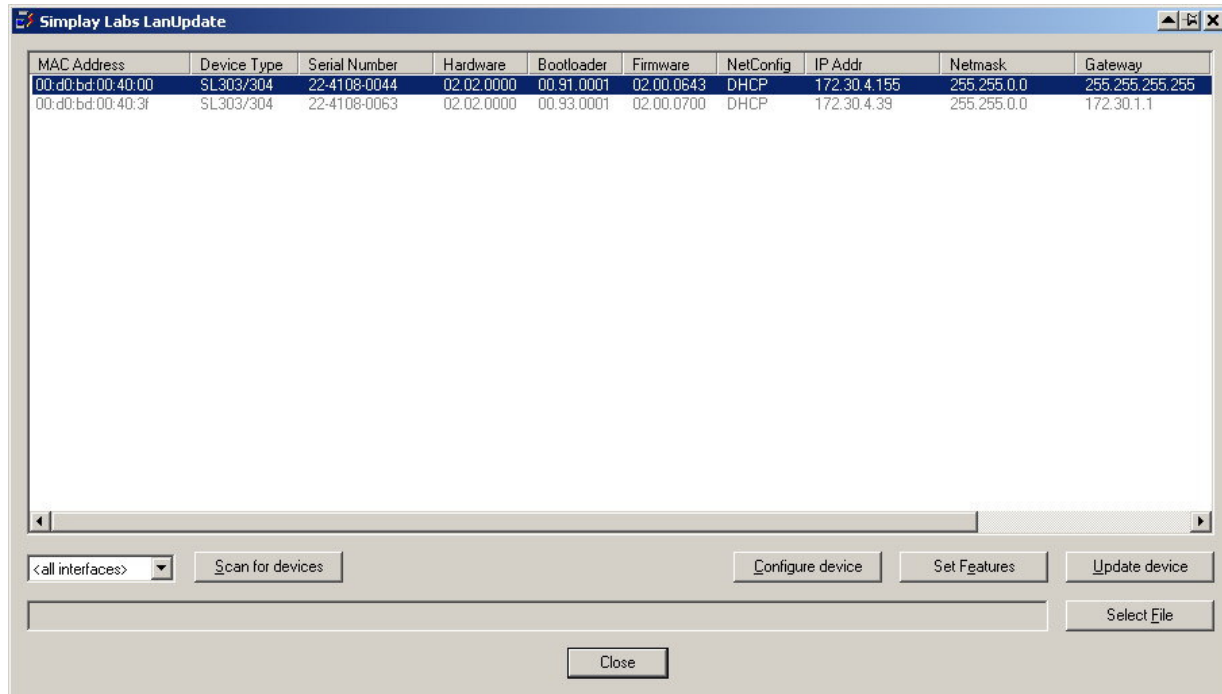 Simplay Labs LanUpdate
MAC Address Device Type Serial Number Hardware Bootloader Firmware NetConfig IP Addr Netmask Gateway
00:d0:bd:00:40:00 SL303/304 22-4108-0044 02.02.0000 00.91.0001 02.00.0643 DHCP 172.30.4.155 255.255.0.0 255.255.255.255
00:d0:bd:00:40:3f SL303/304 22-4108-0063 02.02.0000 00.93.0001 02.00.0700 DHCP 172.30.4.39 255.255.0.0 172.30.1.1
<all interfaces> Scan for devices Configure device Set Features Update device
Select File
Close